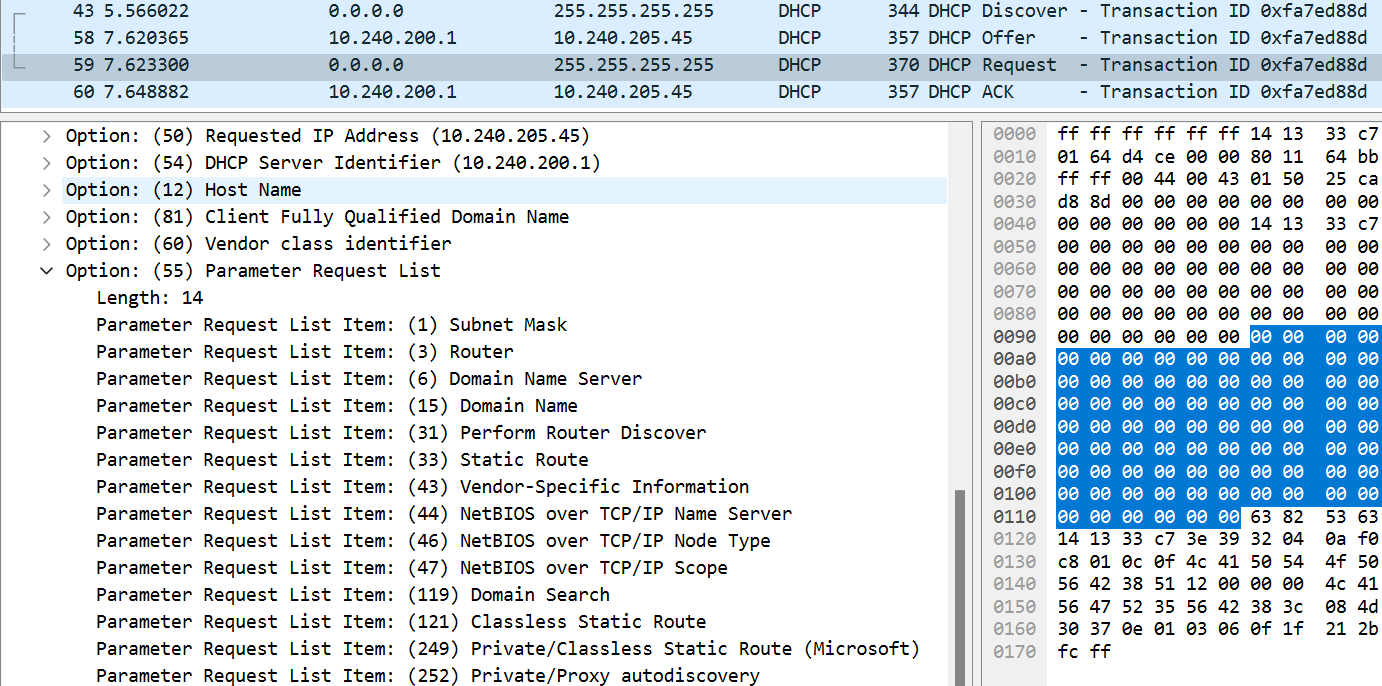 43 5.566022 0.0.0.0 255.255.255.255 DHCP 344 DHCP Discover - Transaction ID 0xfa7ed88d
58 7.620365 10.240.200.1 10.240.205.45 DHCP 357 DHCP Offer - Transaction ID 0xfa7ed88d
59 7.623300 0.0.0.0 255.255.255.255 DHCP 370 DHCP Request - Transaction ID 0xfa7ed88d
60 7.648882 10.240.200.1 10.240.205.45 DHCP 357 DHCP ACK - Transaction ID 0xfa7ed88d
Option: (50) Requested IP Address (10.240.205.45)
Option: (54) DHCP Server Identifier (10.240.200.1)
Option: (12) Host Name
Option: (81) Client Fully Qualified Domain Name
Option: (60) Vendor class identifier
Option: (55) Parameter Request List
Length: 14
Parameter Request List Item: (1) Subnet Mask
Parameter Request List Item: (3) Router
Parameter Request List Item: (6) Domain Name Server
Parameter Request List Item: (15) Domain Name
Parameter Request List Item: (31) Perform Router Discover
Parameter Request List Item: (33) Static Route
Parameter Request List Item: (43) Vendor-Specific Information
Parameter Request List Item: (44) NetBIOS over TCP/IP Name Server
Parameter Request List Item: (46) NetBIOS over TCP/IP Node Type
Parameter Request List Item: (47) NetBIOS over TCP/IP Scope
Parameter Request List Item: (119) Domain Search
Parameter Request List Item: (121) Classless Static Route
Parameter Request List Item: (249) Private/Classless Static Route (Microsoft)
Parameter Request List Item: (252) Private/Proxy autodiscovery
0000 ff ff ff ff ff ff 14 13 33 c7
0010 01 64 d4 ce 00 00 80 11 64 bb
0020 ff ff 00 44 00 43 01 50 25 ca
0030 d8 8d 00 00 00 00 00 00 00 00
0040 00 00 00 00 00 00 14 13 33 c7
0050 00 00 00 00 00 00 00 00 00 00
0060 00 00 00 00 00 00 00 00 00 00
0070 00 00 00 00 00 00 00 00 00 00
0080 00 00 00 00 00 00 00 00 00 00
0090 00 00 00 00 00 00 00 00 00 00
00a0 00 00 00 00 00 00 00 00 00 00
00b0 00 00 00 00 00 00 00 00 00 00
00c0 00 00 00 00 00 00 00 00 00 00
00d0 00 00 00 00 00 00 00 00 00 00
00e0 00 00 00 00 00 00 00 00 00 00
00f0 00 00 00 00 00 00 00 00 00 00
0100 00 00 00 00 00 00 00 00 00 00
0110 00 00 00 00 00 00 63 82 53 63
0120 14 13 33 c7 3e 39 32 04 0a f0
0130 c8 01 0c 0f 4c 41 50 54 4f 50
0140 56 42 38 51 12 00 00 00 4c 41
0150 56 47 52 35 56 42 38 3c 08 4d
0160 30 37 0e 01 03 06 0f 1f 21 2b
0170 fc ff